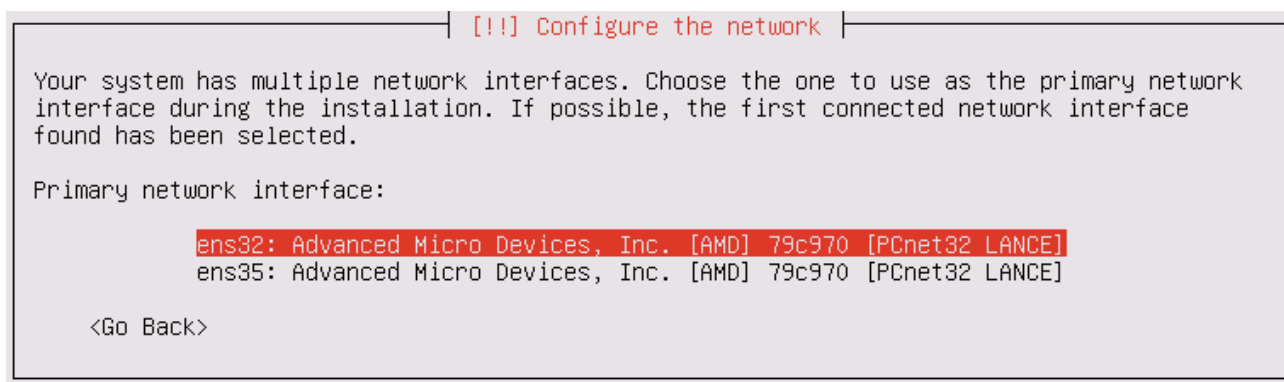 [!!] Configure the network
Your system has multiple network interfaces. Choose the one to use as the primary network
interface during the installation. If possible, the first connected network interface
found has been selected.
Primary network interface:
ens32: Advanced Micro Devices, Inc. [AMD] 79c970 [PCnet32 LANCE]
ens35: Advanced Micro Devices, Inc. [AMD] 79c970 [PCnet32 LANCE]
<Go Back>